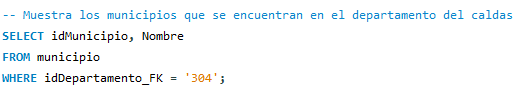 -- Muestra los municipios que se encuentran en el departamento del caldas
SELECT idMunicipio, Nombre
FROM municipio
WHERE idDepartamento_FK = '304';